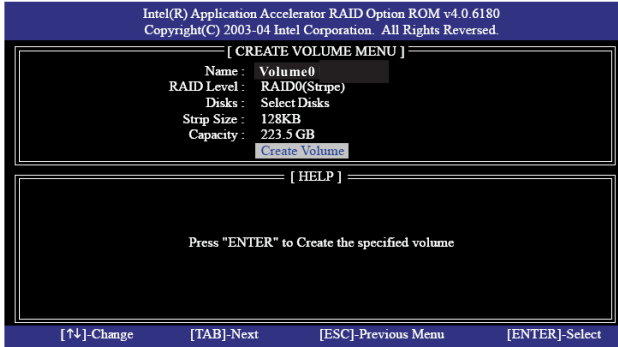 Intel(R) Application Accelerator RAID Option ROM v4.0.6180
Copyright(C) 2003-04 Intel Corporation. All Rights Reversed.
[ CREATE VOLUME MENU ]
Name : Volume0
RAID Level : RAID0(Stripe)
Disks : Select Disks
Strip Size : 128KB
Capacity : 223.5 GB
Create Volume
[ HELP ]
Press "ENTER" to Create the specified volume
[↑↓]-Change [TAB]-Next [ESC]-Previous Menu [ENTER]-Select